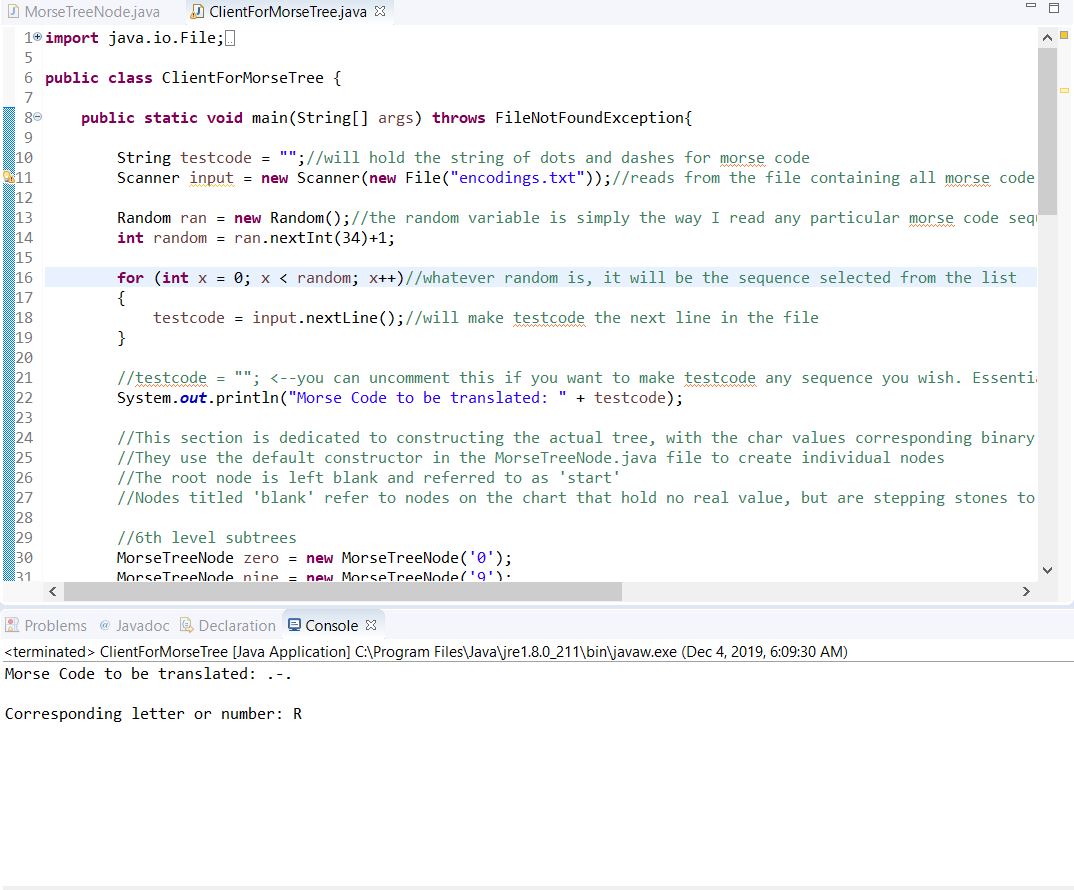 MorseTreeNode.java ClientForMorseTree.java
1 import java.io.File;
5
6 public class ClientForMorseTree {
7
8 public static void main(String[] args) throws FileNotFoundException{
9
10 String testcode = "";//will hold the string of dots and dashes for morse code
11 Scanner input = new Scanner(new File("encodings.txt"));//reads from the file containing all morse code
12
13 Random ran = new Random();//the random variable is simply the way I read any particular morse code seq
14 int random = ran.nextInt(34)+1;
15
16 for (int x = 0; x < random; x++)//whatever random is, it will be the sequence selected from the list
17 {
18 testcode = input.nextLine();//will make testcode the next line in the file
19 }
20
21 //testcode = ""; <--you can uncomment this if you want to make testcode any sequence you wish. Essenti
22 System.out.println("Morse Code to be translated: " + testcode);
23
24 //This section is dedicated to constructing the actual tree, with the char values corresponding binary
25 //They use the default constructor in the MorseTreeNode.java file to create individual nodes
26 //The root node is left blank and referred to as 'start'
27 //Nodes titled 'blank' refer to nodes on the chart that hold no real value, but are stepping stones to
28
29 //6th level subtrees
30 MorseTreeNode zero = new MorseTreeNode('0');
31 MorseTreeNode nine = new MorseTreeNode('9');
Problems @ Javadoc Declaration Console
<terminated> ClientForMorseTree [Java Application] C:\Program Files\Java\jre1.8.0_211\bin\javaw.exe (Dec 4, 2019, 6:09:30 AM)
Morse Code to be translated: .-.
Corresponding letter or number: R